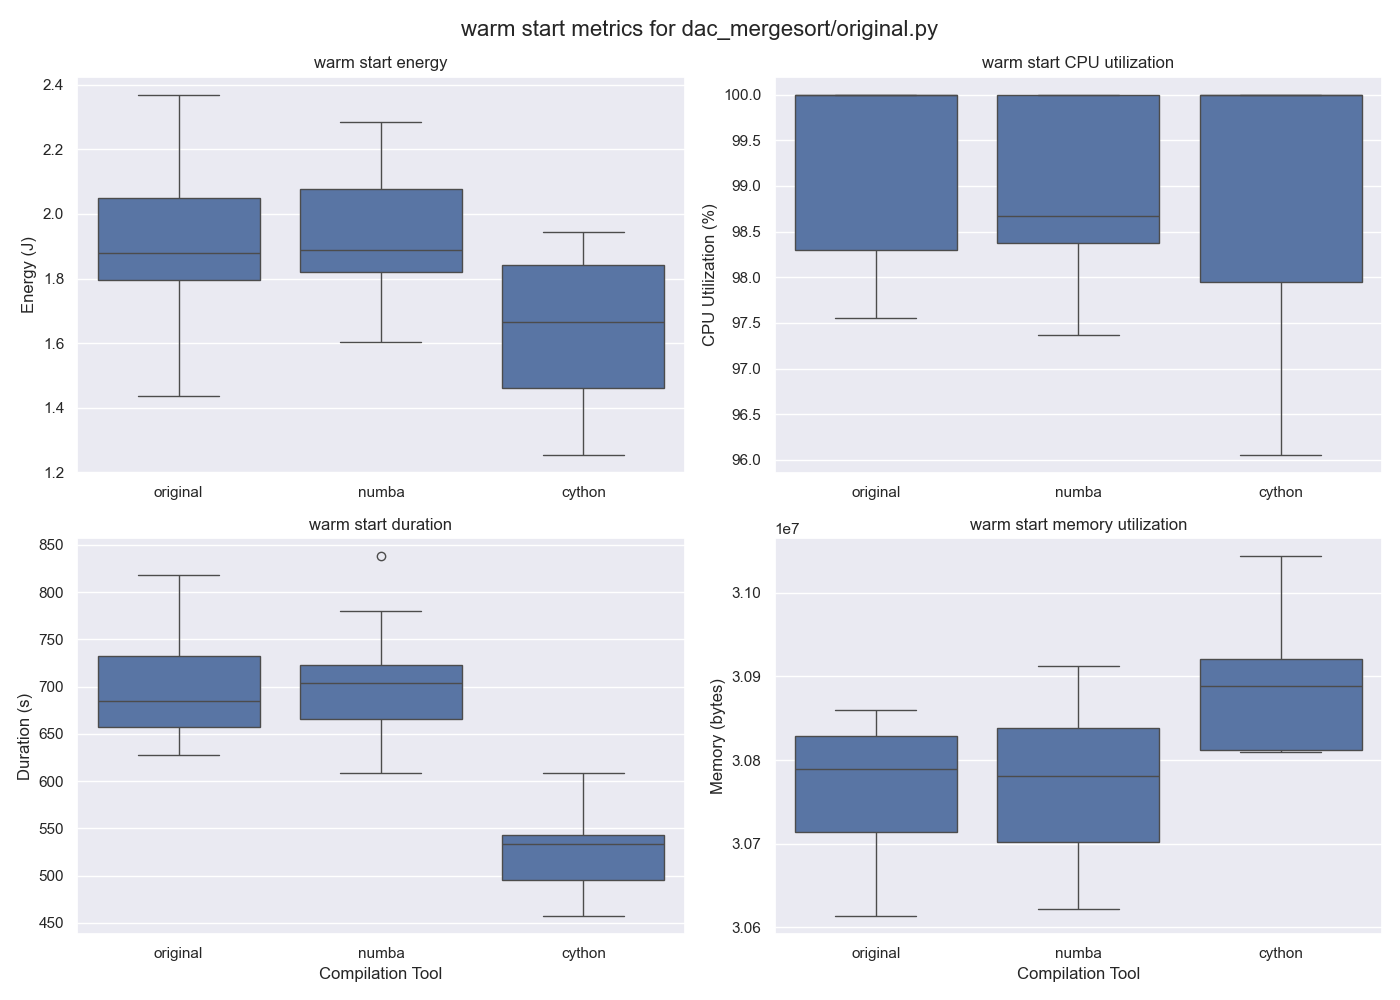 warm start metrics for dac_mergesort/original.py
warm start energy
2.4
2.2
2.0
1.8
1.6
1.4
1.2
Energy (J)
original numba cython
warm start CPU utilization
100.0
99.5
99.0
98.5
98.0
97.5
97.0
96.5
96.0
CPU Utilization (%)
original numba cython
warm start duration
850
800
750
700
650
600
550
500
450
Duration (s)
original numba cython
Compilation Tool
warm start memory utilization
1e7
3.10
3.09
3.08
3.07
3.06
Memory (bytes)
original numba cython
Compilation Tool